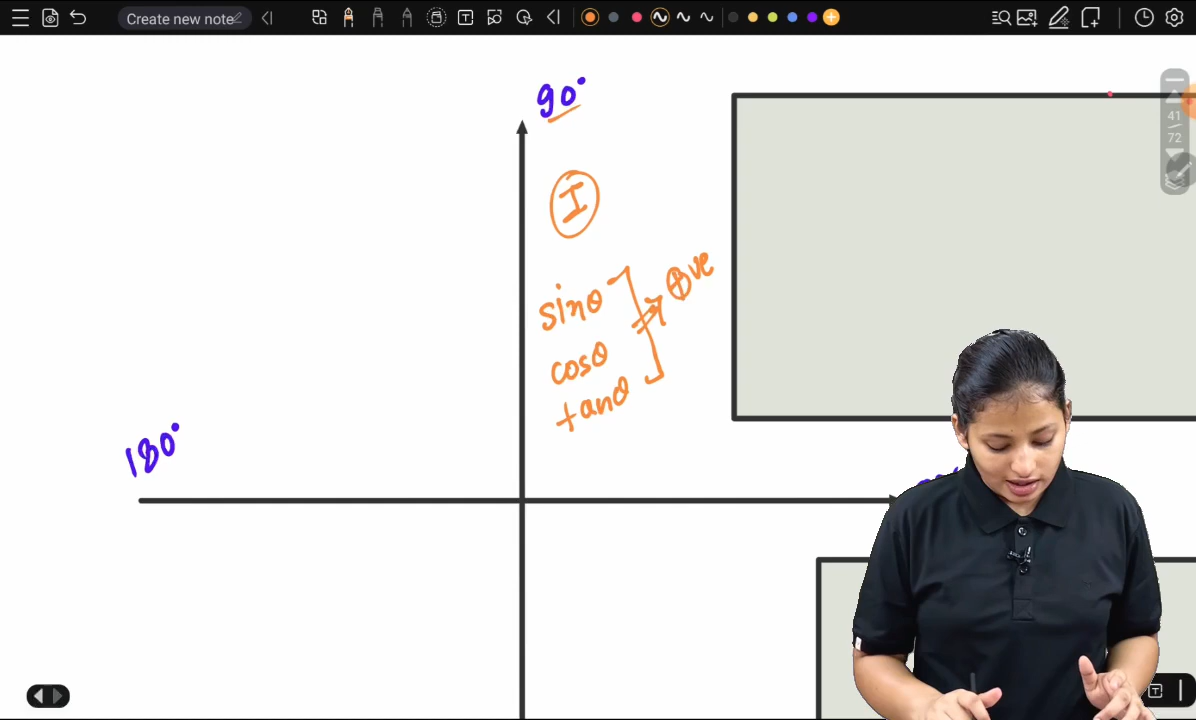 Create new note
90°
I
sinθ
cosθ
tanθ
⊕ve
180°
41
72